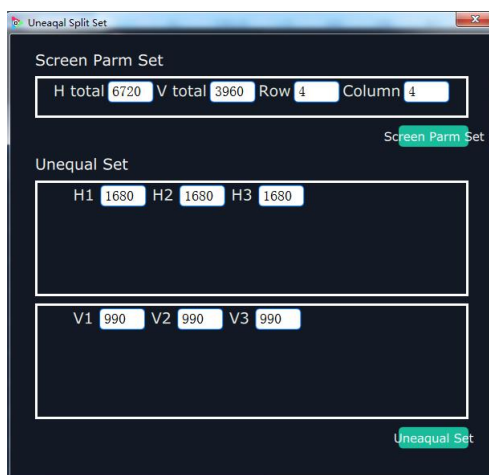 Uneaqal Split Set
x
Screen Parm Set
H total 6720 V total 3960 Row 4 Column 4
Screen Parm Set
Unequal Set
H1 1680 H2 1680 H3 1680
V1 990 V2 990 V3 990
Uneaqual Set